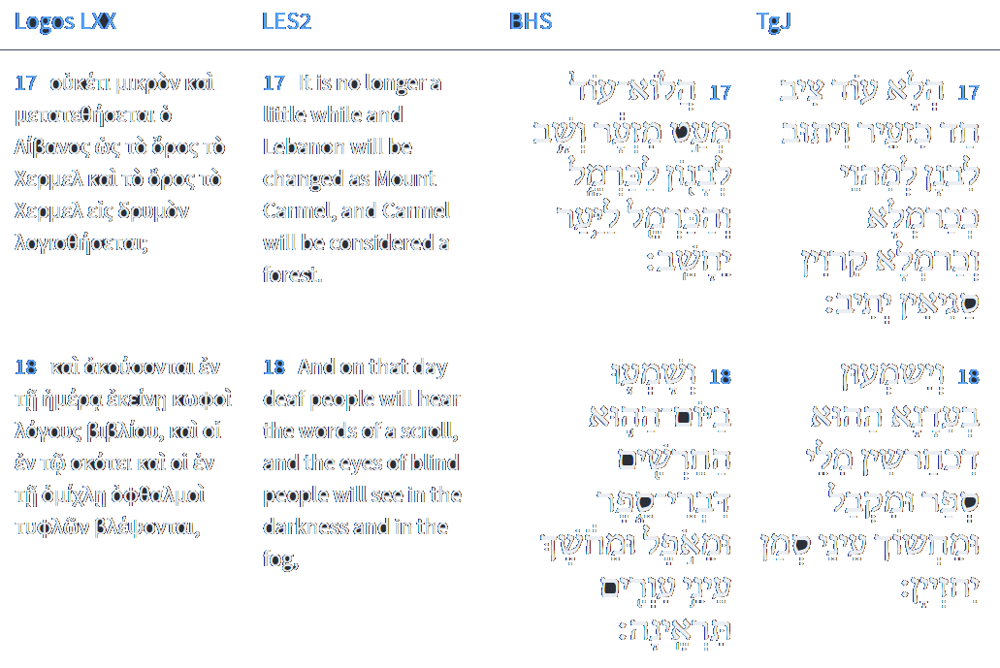 Logos LXX
LES2
BHS
TgJ
17 οὐκέτι μικρὸν καὶ
μετατεθήσεται ὁ
Λίβανος ὡς τὸ ὄρος τὸ
Χερμελ καὶ τὸ ὄρος τὸ
Χερμελ εἰς δρυμὸν
λογισθήσεται;
17 It is no longer a
little while and
Lebanon will be
changed as Mount
Carmel, and Carmel
will be considered a
forest.
17 הֲלוֹא־עוֹד
מְעַט מִזְעָר וְשָׁב
לְבָנוֹן לַכַּרְמֶל
וְהַכַּרְמֶל לַיַּעַר
יֵחָשֵׁב׃
17 הֲלָא עוֹד צִיב
חַד כִזעֵיר וִיתוּב
לִבנָן לְמִהוֵי
כְכַרמְלָא
וְכַרמְלָא קִרוִין
סַגִיאִין יָתֵיב׃
18 καὶ ἀκούσονται ἐν
τῇ ἡμέρᾳ ἐκείνῃ κωφοὶ
λόγους βιβλίου, καὶ οἱ
ἐν τῷ σκότει καὶ οἱ ἐν
τῇ ὁμίχλῃ ὀφθαλμοὶ
τυφλῶν βλέψονται,
18 And on that day
deaf people will hear
the words of a scroll,
and the eyes of blind
people will see in the
darkness and in the
fog,
18 וְשָׁמְעוּ
בַיּוֹם־הַהוּא
הַחֵרְשִׁים
דִּבְרֵי־סֵפֶר
וּמֵאֹפֶל וּמֵחֹשֶׁךְ
עֵינֵי עִוְרִים
תִּרְאֶינָה׃
18 וְיִשׁמְעוּן
בְעִדָנָא הַהוּא
דִכחֵרשִׁין מִלֵי
סִפַר וּמִקְבַל
וּמֵחְשׁוֹך עֵינֵי סַמַן
יִחזְיָן׃